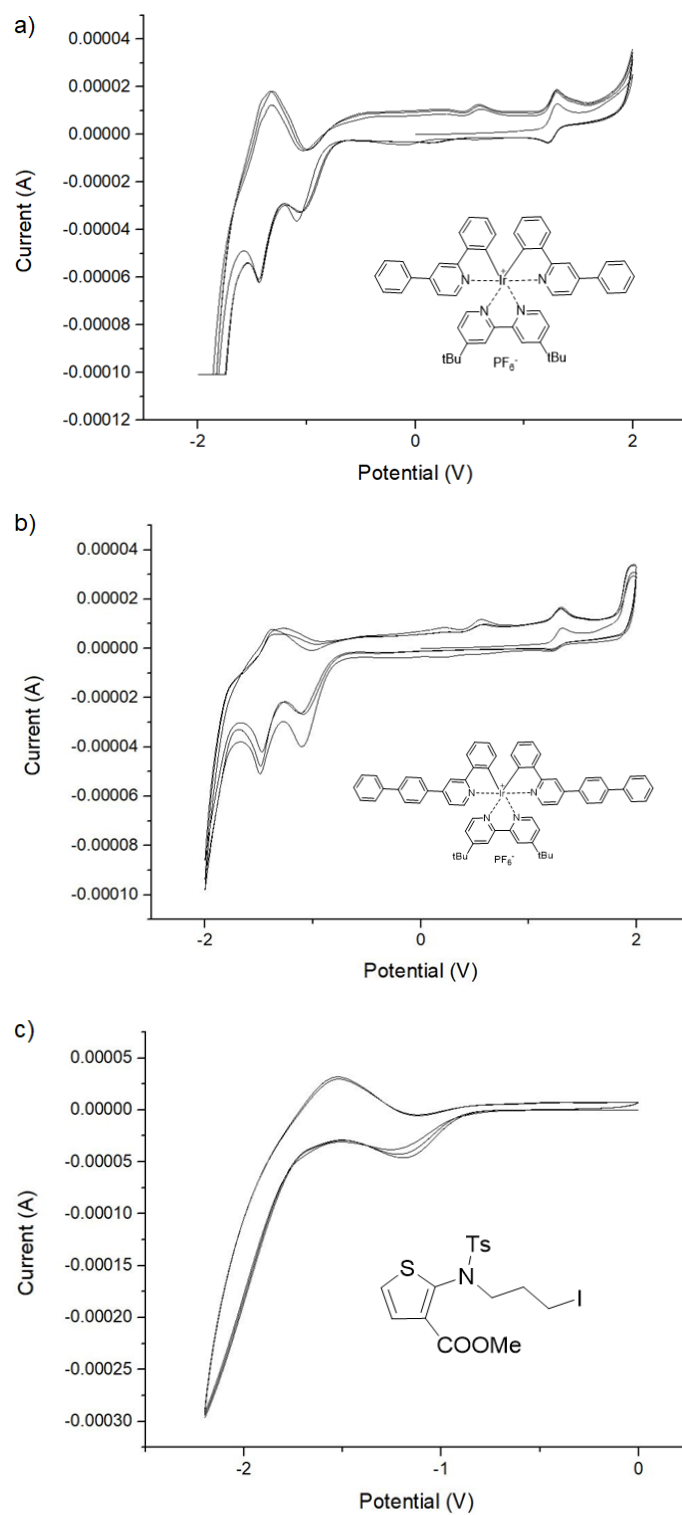 a)
0.00004
0.00002
0.00000
-0.00002
-0.00004
-0.00006
-0.00008
-0.00010
-0.00012
Current (A)
-2 0 2
Potential (V)
Ir
+
N N
N N
tBu tBu
PF6-
b)
0.00004
0.00002
0.00000
-0.00002
-0.00004
-0.00006
-0.00008
-0.00010
Current (A)
-2 0 2
Potential (V)
Ir
+
N N
N N
tBu tBu
PF6-
c)
0.00005
0.00000
-0.00005
-0.00010
-0.00015
-0.00020
-0.00025
-0.00030
Current (A)
-2 -1 0
Potential (V)
Ts
S N I
COOMe